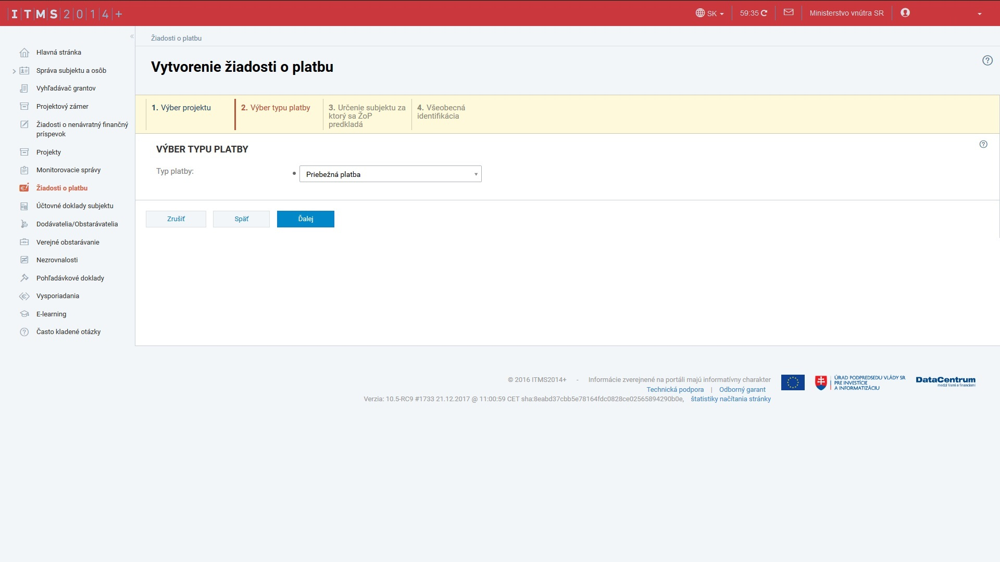 ITMS2014+
SK
59:35
Ministerstvo vnútra SR
Hlavná stránka
Správa subjektu a osôb
Vyhľadávač grantov
Projektový zámer
Žiadosti o nenávratný finančný
príspevok
Projekty
Monitorovacie správy
Žiadosti o platbu
Účtovné doklady subjektu
Dodávatelia/Obstarávatelia
Verejné obstarávanie
Nezrovnalosti
Pohľadávkové doklady
Vysporiadania
E-learning
Často kladené otázky
Žiadosti o platbu
Vytvorenie žiadosti o platbu
1. Výber projektu
2. Výber typu platby
3. Určenie subjektu za
ktorý sa ŽoP
predkladá
4. Všeobecná
identifikácia
VÝBER TYPU PLATBY
Typ platby:
Priebežná platba
Zrušiť
Späť
Ďalej
© 2016 ITMS2014+ - Informácie zverejnené na portáli majú informatívny charakter
Technická podpora | Odborný garant
Verzia: 10.5-RC9 #1733 21.12.2017 @ 11:00:59 CET sha:8eabd37cbb5e78164fdc0828ce02565894290b0e, štatistiky načítania stránky
ÚRAD PODPREDSEDU VLÁDY SR
PRE INVESTÍCIE
A INFORMATIZÁCIU
DataCentrum
medzi Vami a financiami